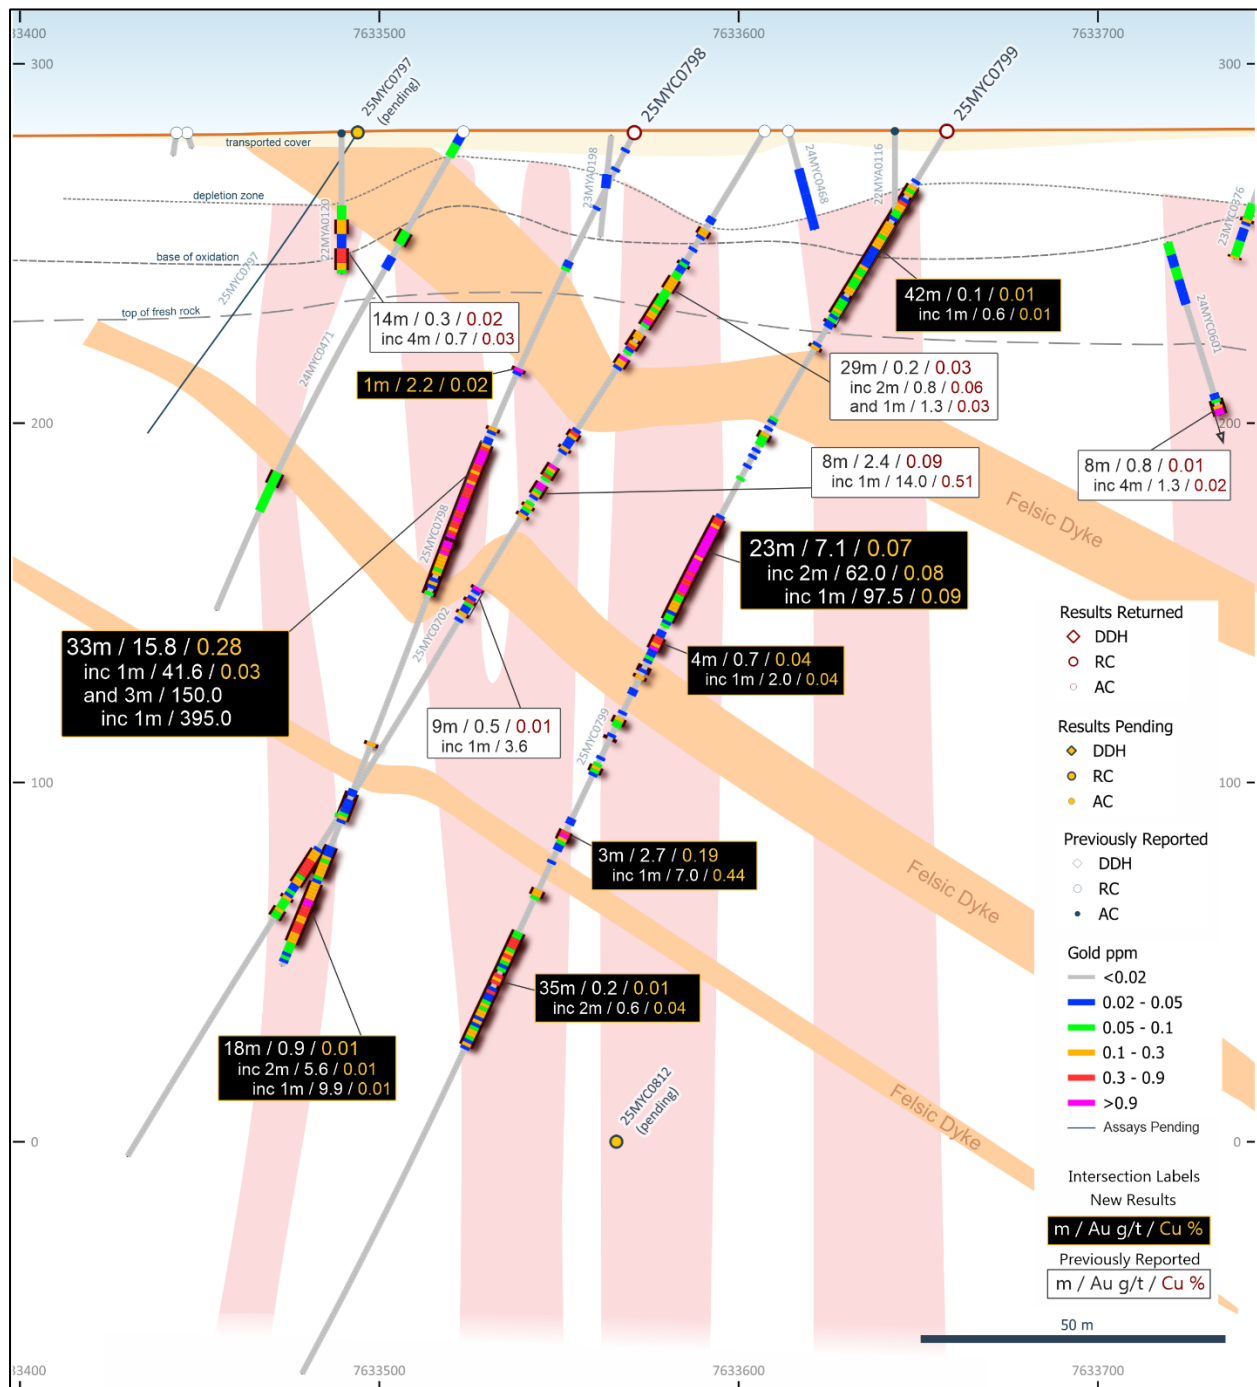 33400
7633500
7633600
7633700
300
300
25MYC0797
(pending)
25MYC0798
25MYC0799
transported cover
depletion zone
base of oxidation
top of fresh rock
22MYA0120
25MYC0797
24MYC0471
23MYA0198
24MYC0468
22MYA0116
23MYC0376
24MYC0601
14m / 0.3 / 0.02
inc 4m / 0.7 / 0.03
1m / 2.2 / 0.02
42m / 0.1 / 0.01
inc 1m / 0.6 / 0.01
29m / 0.2 / 0.03
inc 2m / 0.8 / 0.06
and 1m / 1.3 / 0.03
200
200
8m / 2.4 / 0.09
inc 1m / 14.0 / 0.51
8m / 0.8 / 0.01
inc 4m / 1.3 / 0.02
Felsic Dyke
25MYC0798
25MYC0702
23m / 7.1 / 0.07
inc 2m / 62.0 / 0.08
inc 1m / 97.5 / 0.09
33m / 15.8 / 0.28
inc 1m / 41.6 / 0.03
and 3m / 150.0
inc 1m / 395.0
4m / 0.7 / 0.04
inc 1m / 2.0 / 0.04
9m / 0.5 / 0.01
inc 1m / 3.6
25MYC0799
100
100
3m / 2.7 / 0.19
inc 1m / 7.0 / 0.44
Felsic Dyke
35m / 0.2 / 0.01
inc 2m / 0.6 / 0.04
18m / 0.9 / 0.01
inc 2m / 5.6 / 0.01
inc 1m / 9.9 / 0.01
Felsic Dyke
25MYC0812
(pending)
0
0
Results Returned
DDH
RC
AC
Results Pending
DDH
RC
AC
Previously Reported
DDH
RC
AC
Gold ppm
<0.02
0.02 - 0.05
0.05 - 0.1
0.1 - 0.3
0.3 - 0.9
>0.9
Assays Pending
Intersection Labels
New Results
m / Au g/t / Cu %
Previously Reported
m / Au g/t / Cu %
50 m
33400
7633500
7633600
7633700